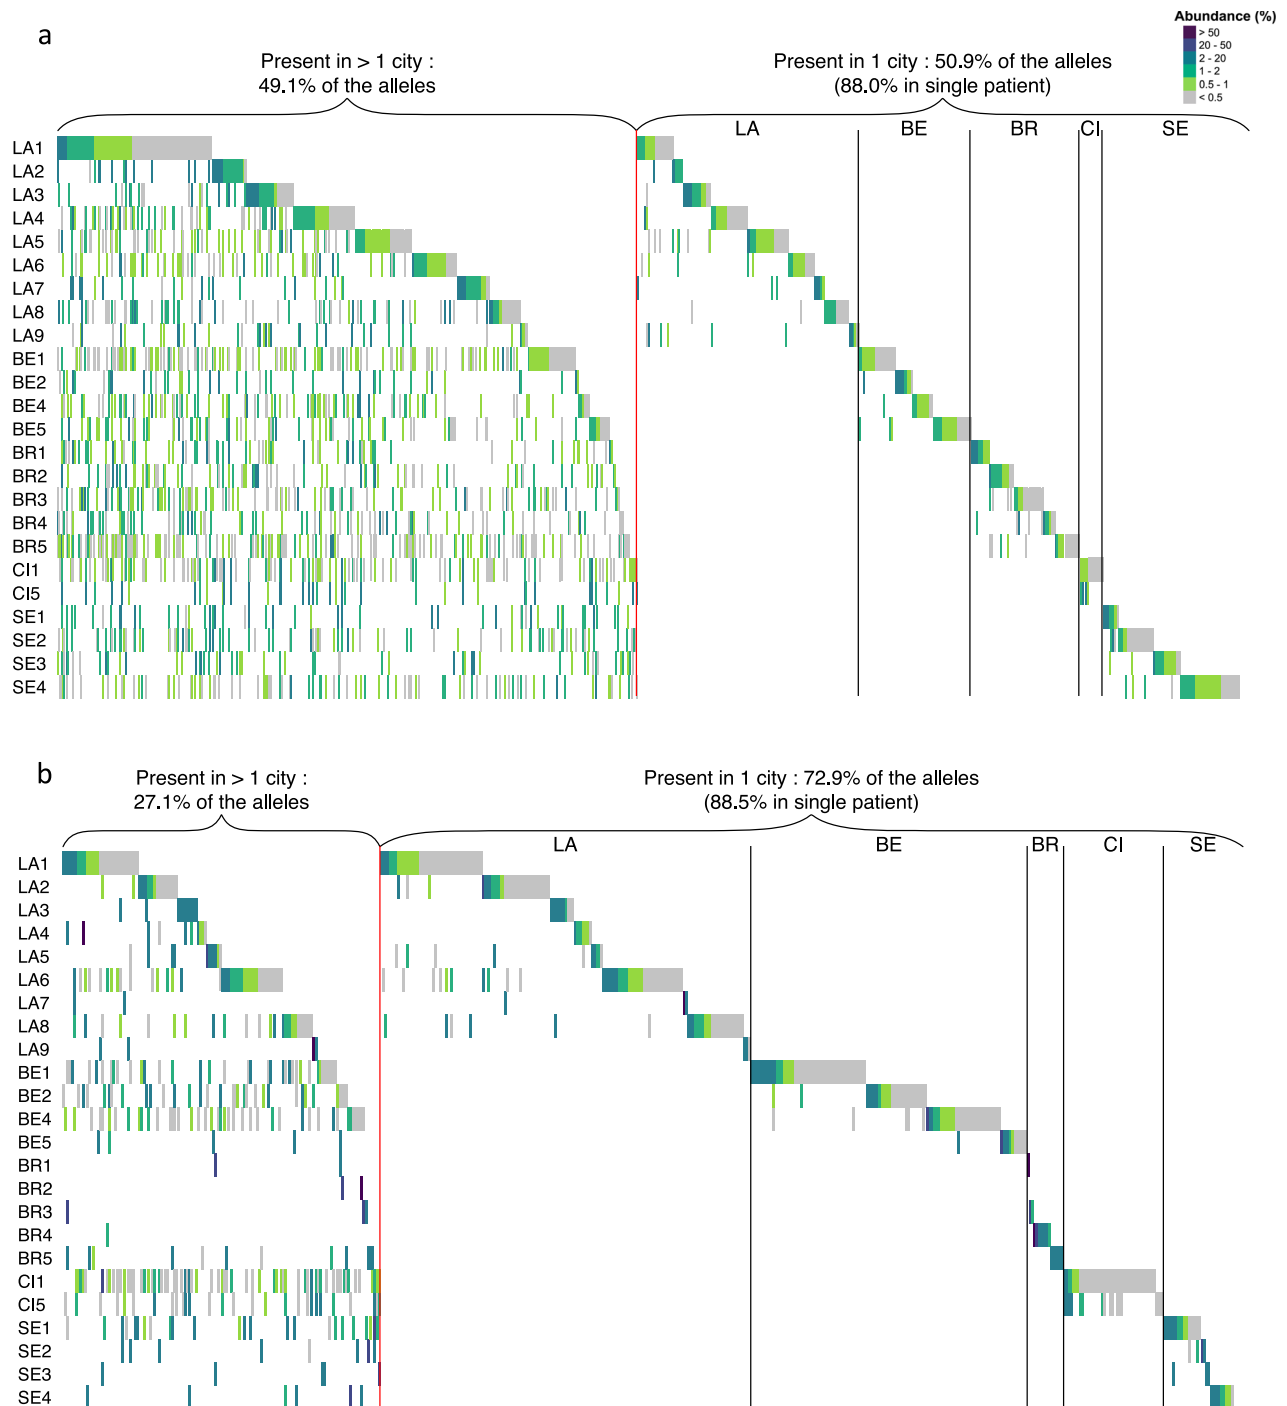 a
Abundance (%)
> 50
20 - 50
2 - 20
1 - 2
0.5 - 1
< 0.5
Present in > 1 city :
49.1% of the alleles
Present in 1 city : 50.9% of the alleles
(88.0% in single patient)
LA BE BR CI SE
LA1
LA2
LA3
LA4
LA5
LA6
LA7
LA8
LA9
BE1
BE2
BE4
BE5
BR1
BR2
BR3
BR4
BR5
CI1
CI5
SE1
SE2
SE3
SE4
b
Present in > 1 city :
27.1% of the alleles
Present in 1 city : 72.9% of the alleles
(88.5% in single patient)
LA BE BR CI SE
LA1
LA2
LA3
LA4
LA5
LA6
LA7
LA8
LA9
BE1
BE2
BE4
BE5
BR1
BR2
BR3
BR4
BR5
CI1
CI5
SE1
SE2
SE3
SE4